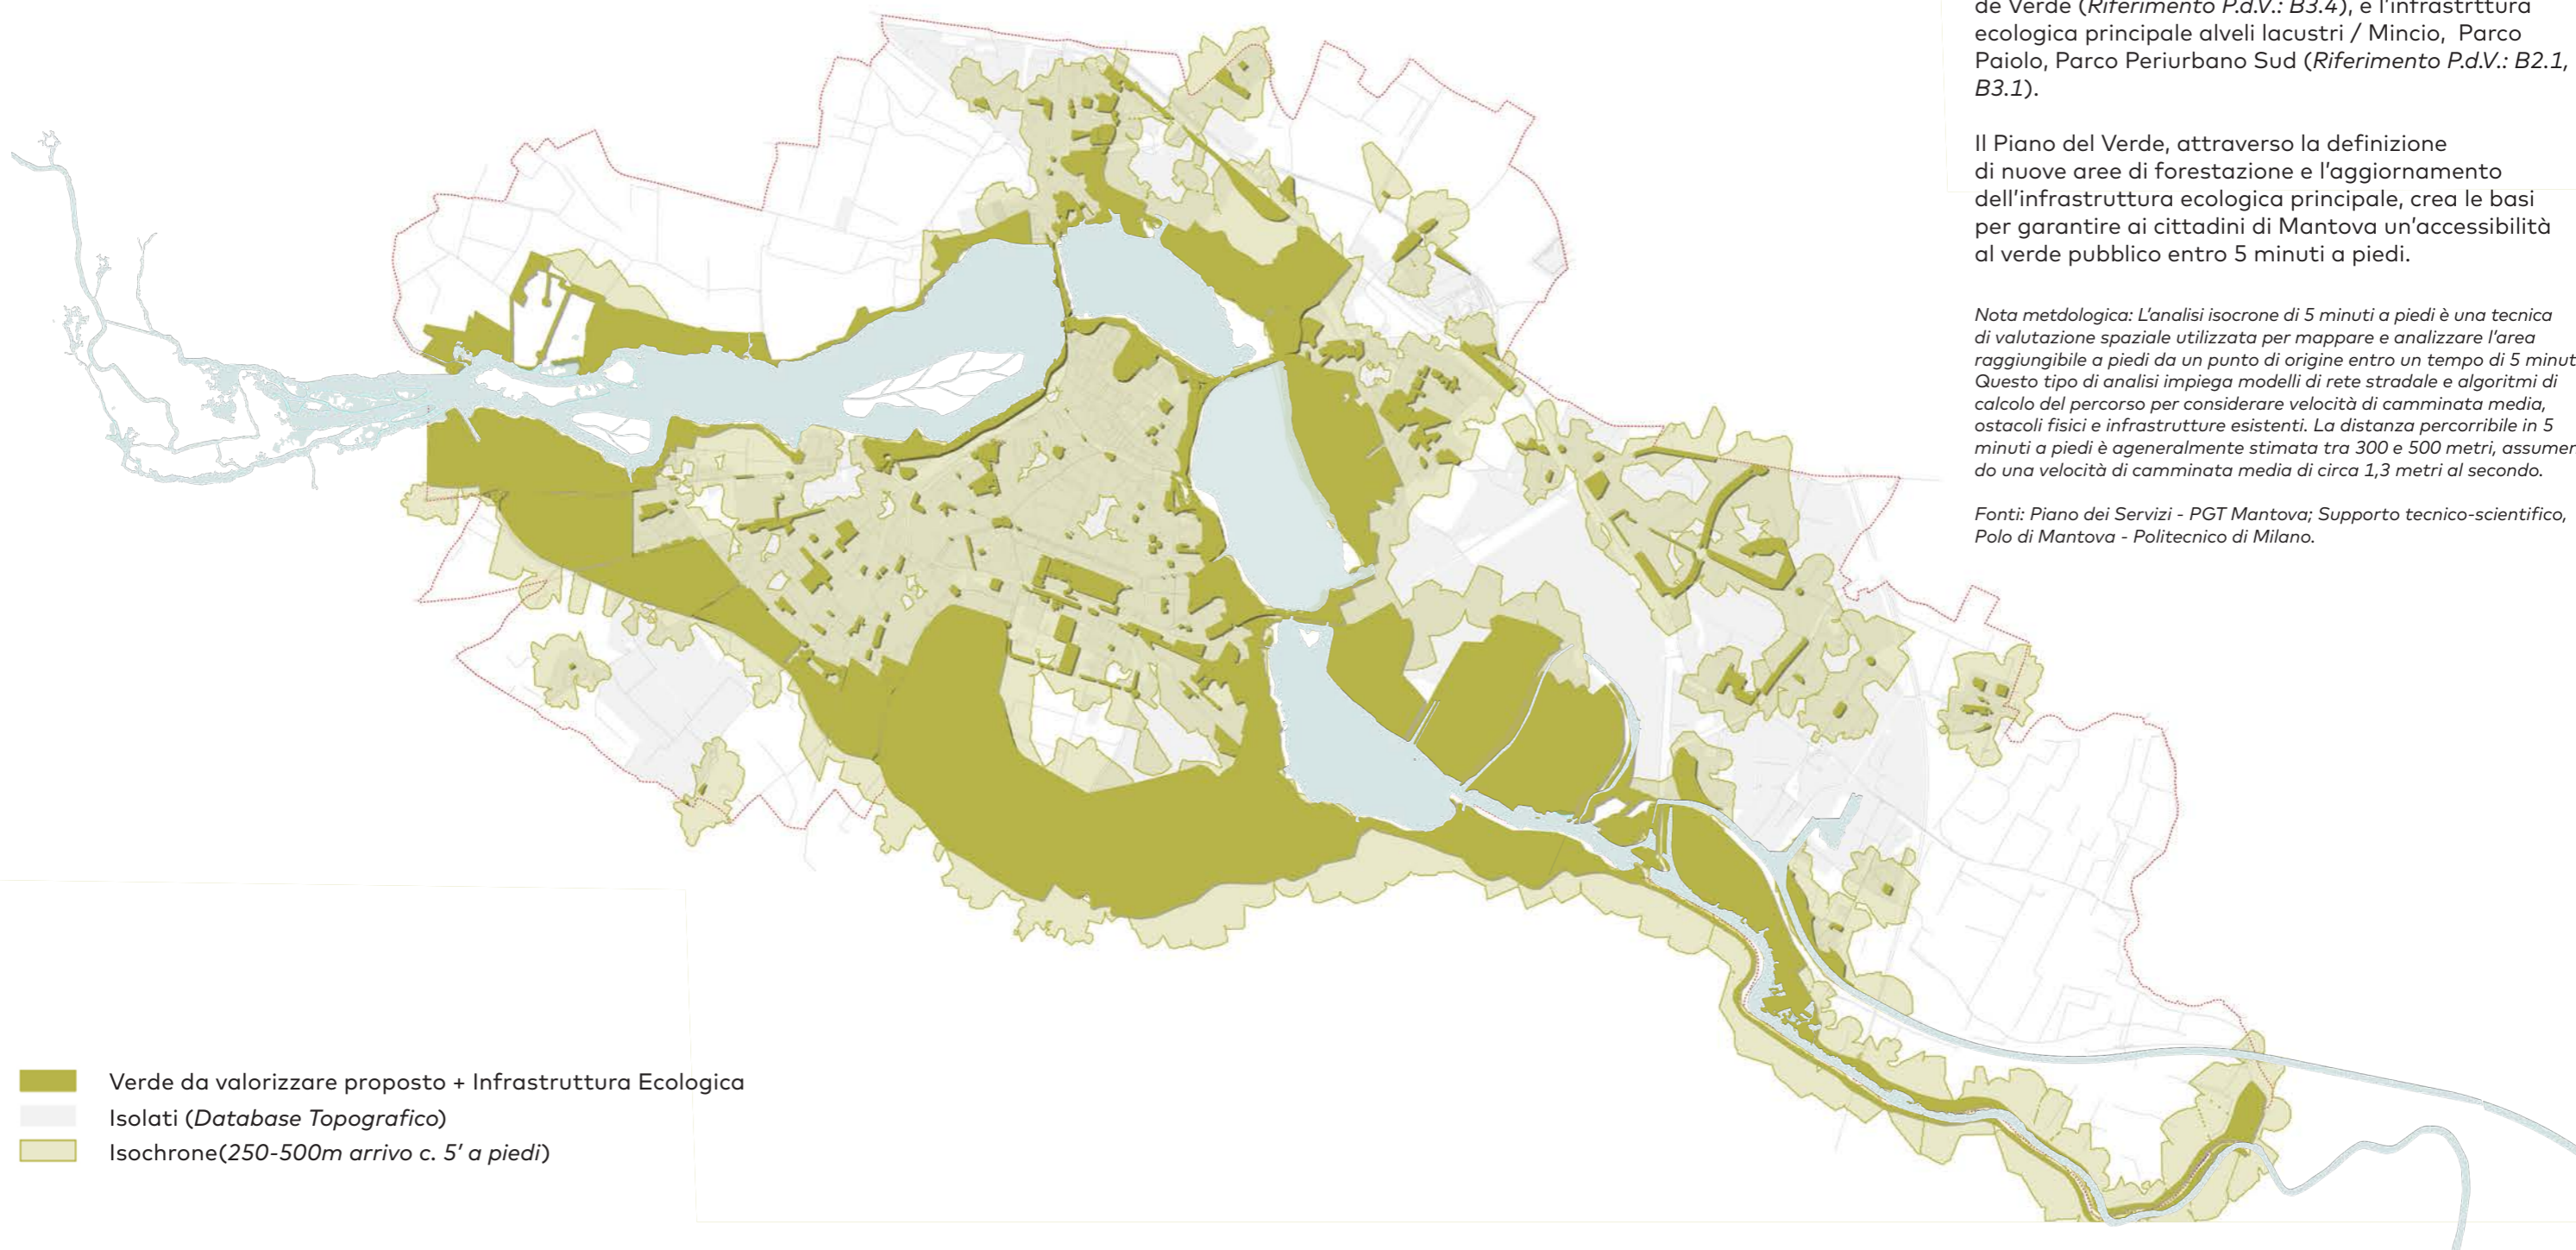 de Verde (Riferimento P.d.V.: B3.4), e l'infrastrttura
ecologica principale alveli lacustri / Mincio, Parco
Paiolo, Parco Periurbano Sud (Riferimento P.d.V.: B2.1,
B3.1).
Il Piano del Verde, attraverso la definizione
di nuove aree di forestazione e l'aggiornamento
dell'infrastruttura ecologica principale, crea le basi
per garantire ai cittadini di Mantova un'accessibilità
al verde pubblico entro 5 minuti a piedi.
Nota metdologica: L'analisi isocrone di 5 minuti a piedi è una tecnica
di valutazione spaziale utilizzata per mappare e analizzare l'area
raggiungibile a piedi da un punto di origine entro un tempo di 5 minut
Questo tipo di analisi impiega modelli di rete stradale e algoritmi di
calcolo del percorso per considerare velocità di camminata media,
ostacoli fisici e infrastrutture esistenti. La distanza percorribile in 5
minuti a piedi è ageneralmente stimata tra 300 e 500 metri, assumen
do una velocità di camminata media di circa 1,3 metri al secondo.
Fonti: Piano dei Servizi - PGT Mantova; Supporto tecnico-scientifico,
Polo di Mantova - Politecnico di Milano.
Verde da valorizzare proposto + Infrastruttura Ecologica
Isolati (Database Topografico)
Isochrone(250-500m arrivo c. 5' a piedi)